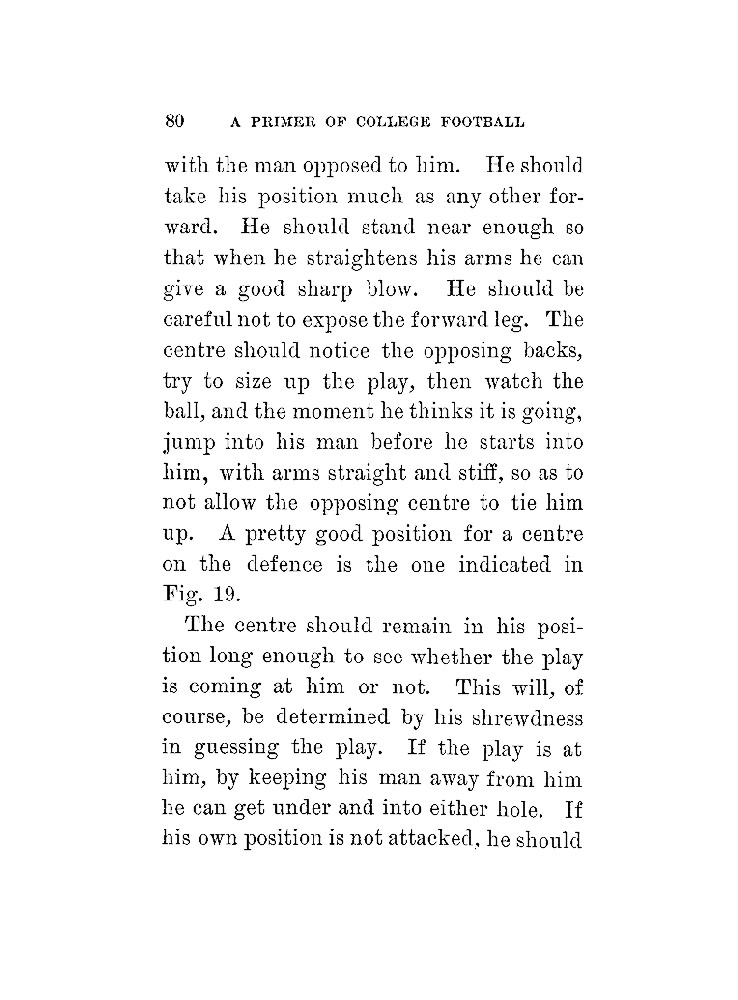 80 A PRIMER OF COLLEGE FOOTBALL
with the man opposed to him. He should
take his position much as any other for-
ward. He should stand near enough so
that when he straightens his arms he can
give a good sharp blow. He should be
careful not to expose the forward leg. The
centre should notice the opposing backs,
try to size up the play, then watch the
ball, and the moment he thinks it is going,
jump into his man before he starts into
him, with arms straight and stiff, so as to
not allow the opposing centre to tie him
up. A pretty good position for a centre
on the defence is the one indicated in
Fig. 19.
The centre should remain in his posi-
tion long enough to see whether the play
is coming at him or not. This will, of
course, be determined by his shrewdness
in guessing the play. If the play is at
him, by keeping his man away from him
he can get under and into either hole. If
his own position is not attacked, he should